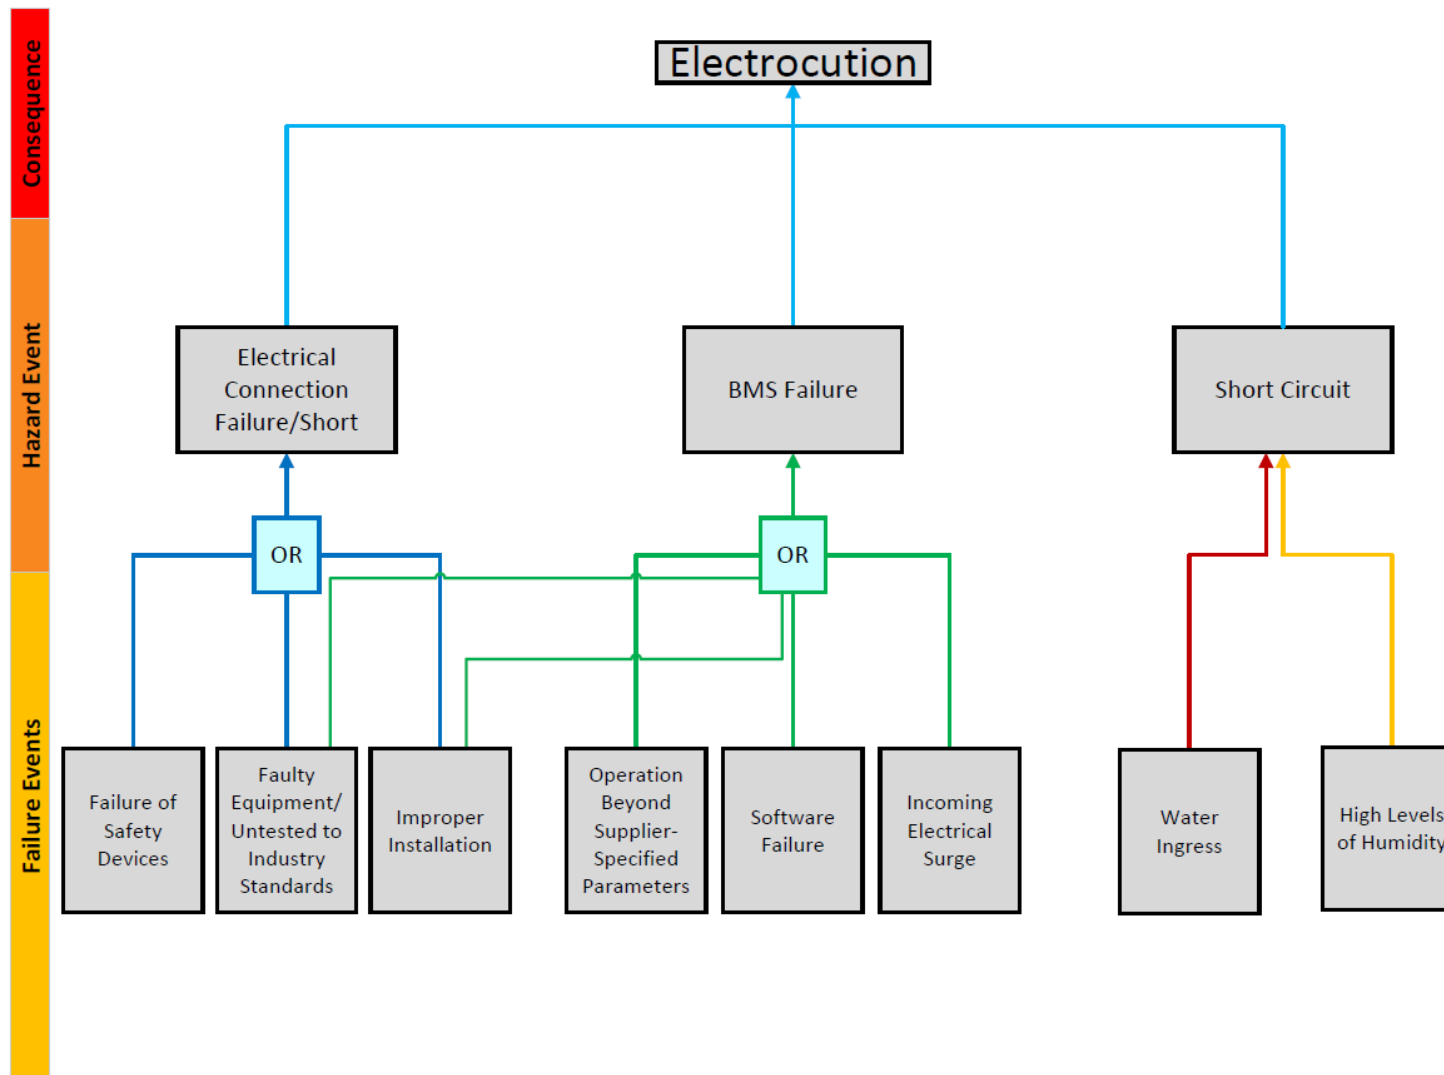 Consequence
Electrocution
Hazard Event
Electrical
Connection
Failure/Short
BMS Failure
Short Circuit
OR
OR
Failure Events
Failure of
Safety
Devices
Faulty
Equipment/
Untested to
Industry
Standards
Improper
Installation
Operation
Beyond
Supplier-
Specified
Parameters
Software
Failure
Incoming
Electrical
Surge
Water
Ingress
High Levels
of Humidity